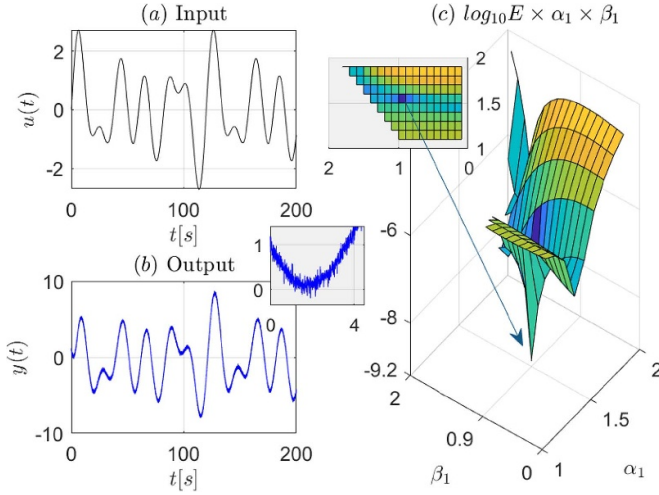 (a) Input
2
0
-2
u(t)
0 100 200
t[s]
(b) Output
10
0
-10
y(t)
0 100 200
t[s]
1
0
0 4
(c) log₁₀E × α₁ × β₁
2
1.5
1
2 1 0
-6
-8
-9.2
2
0.9
0
β₁
1
1.5
2
α₁